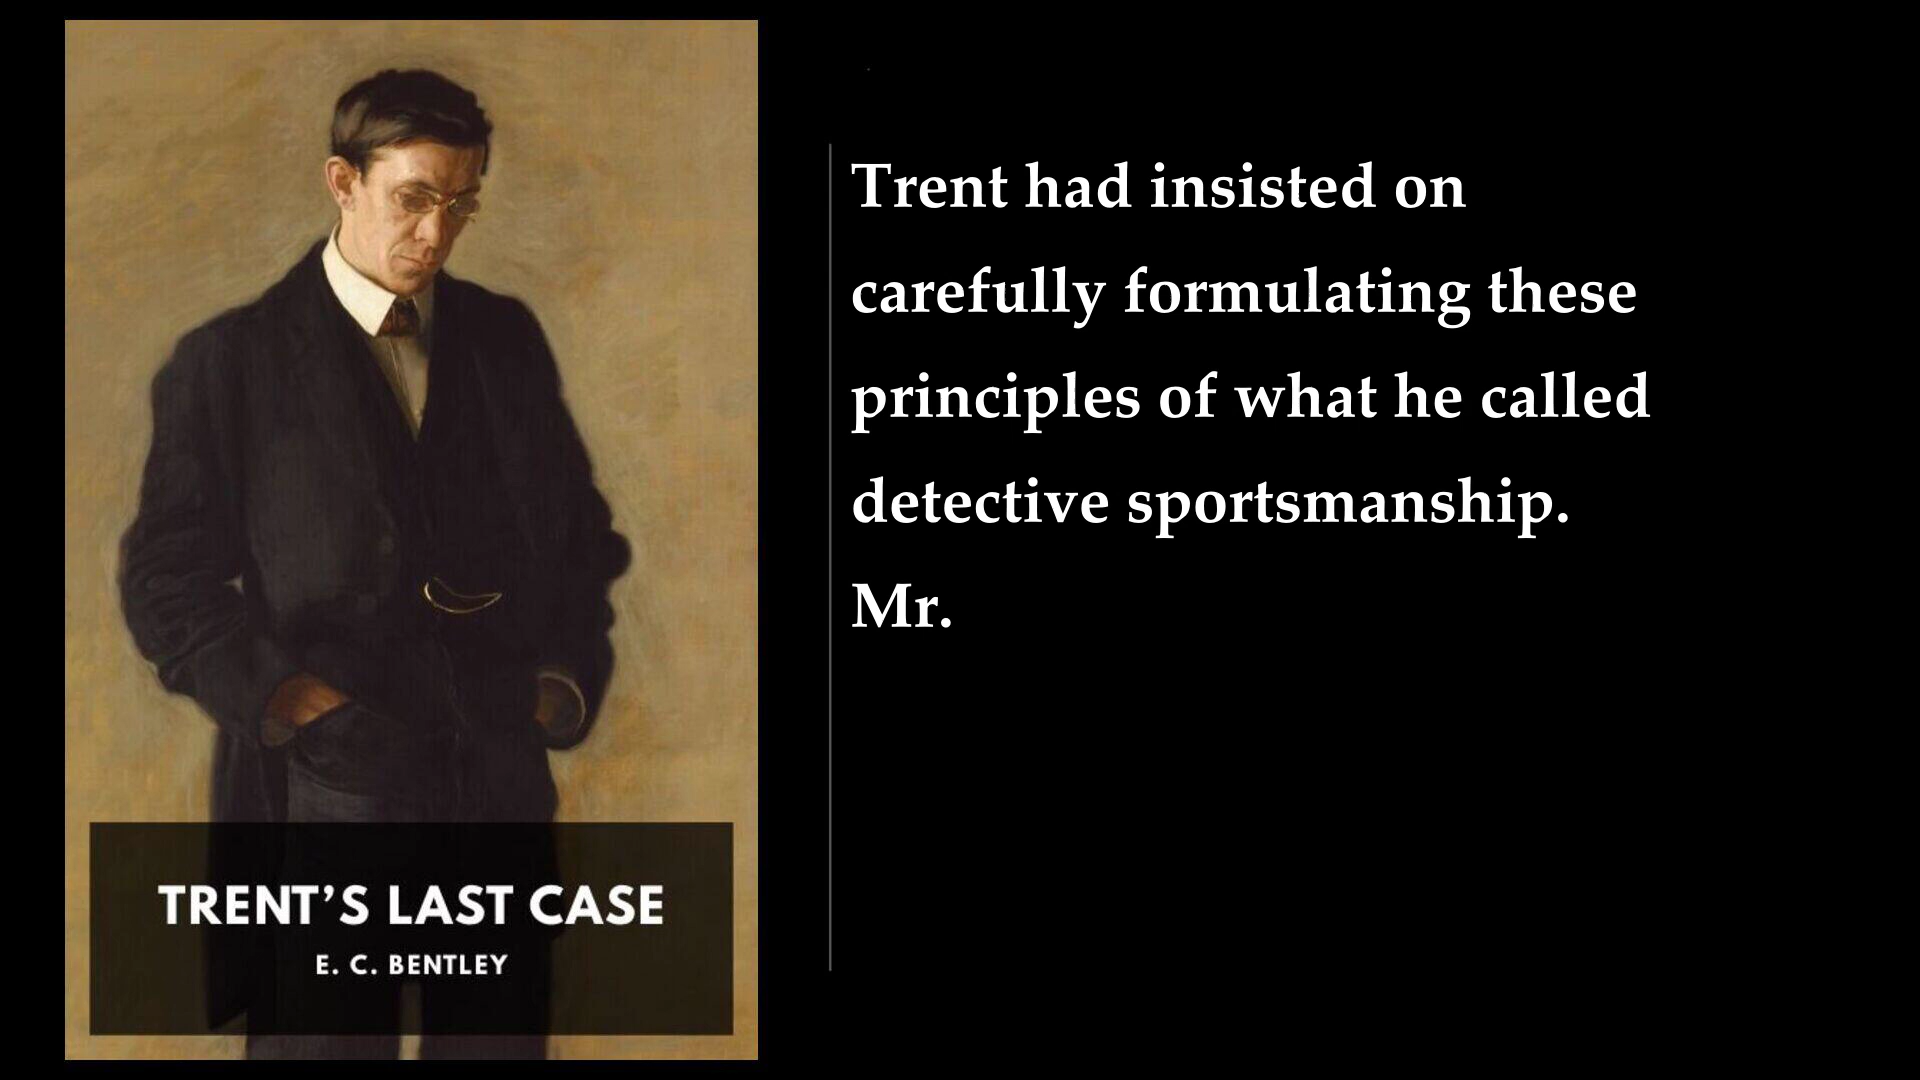 TRENT’S LAST CASE
E. C. BENTLEY
Trent had insisted on
carefully formulating these
principles of what he called
detective sportsmanship.
Mr.